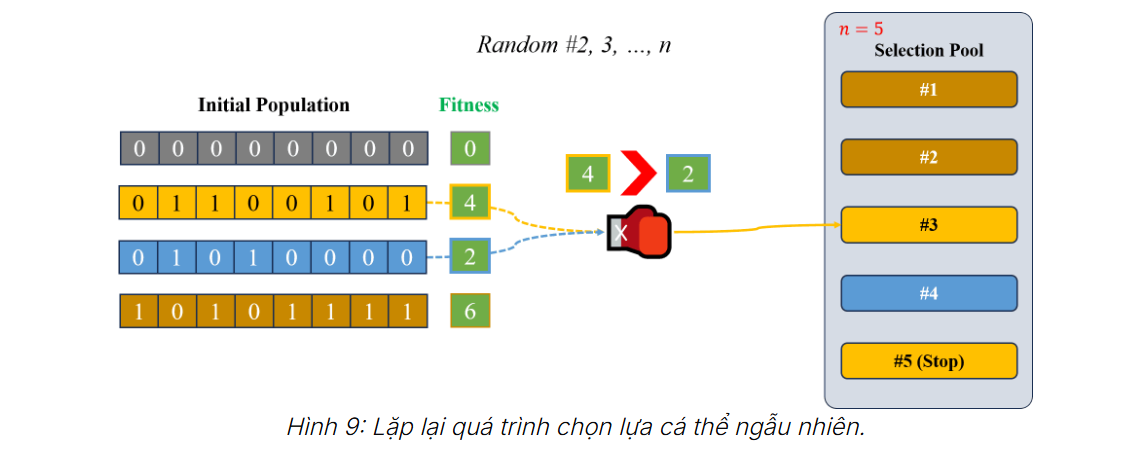 n = 5
Random #2, 3, ..., n
Selection Pool
#1
Initial Population
Fitness
0 0 0 0 0 0 0 0 0
#2
4 2
0 1 1 0 0 1 0 1 4
X
#3
0 1 0 1 0 0 0 0 2
#4
1 0 1 0 1 1 1 1 6
#5 (Stop)
Hình 9: Lặp lại quá trình chọn lựa cá thể ngẫu nhiên.